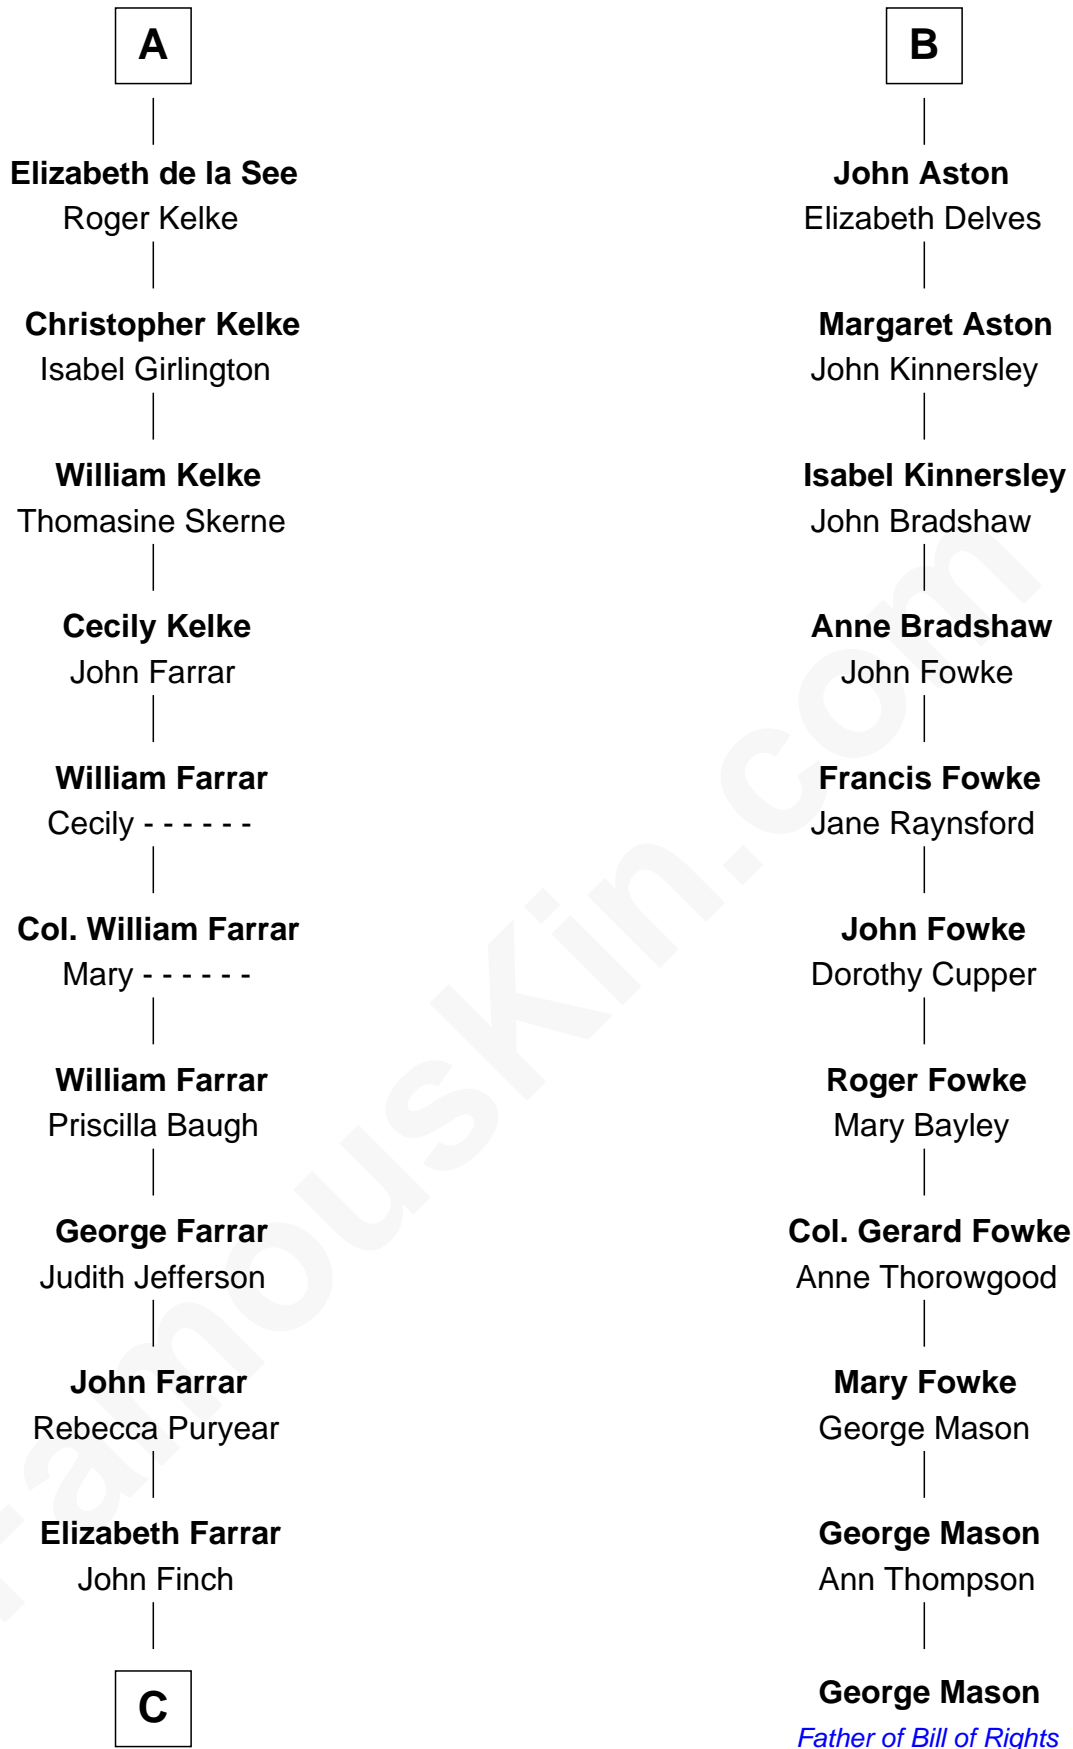 A
Elizabeth de la See
Roger Kelke
Christopher Kelke
Isabel Girlington
William Kelke
Thomasine Skerne
Cecily Kelke
John Farrar
William Farrar
Cecily - - - - - -
Col. William Farrar
Mary - - - - - -
William Farrar
Priscilla Baugh
George Farrar
Judith Jefferson
John Farrar
Rebecca Puryear
Elizabeth Farrar
John Finch
C
B
John Aston
Elizabeth Delves
Margaret Aston
John Kinnersley
Isabel Kinnersley
John Bradshaw
Anne Bradshaw
John Fowke
Francis Fowke
Jane Raynsford
John Fowke
Dorothy Cupper
Roger Fowke
Mary Bayley
Col. Gerard Fowke
Anne Thorowgood
Mary Fowke
George Mason
George Mason
Ann Thompson
George Mason
Father of Bill of Rights
FamousKin.com